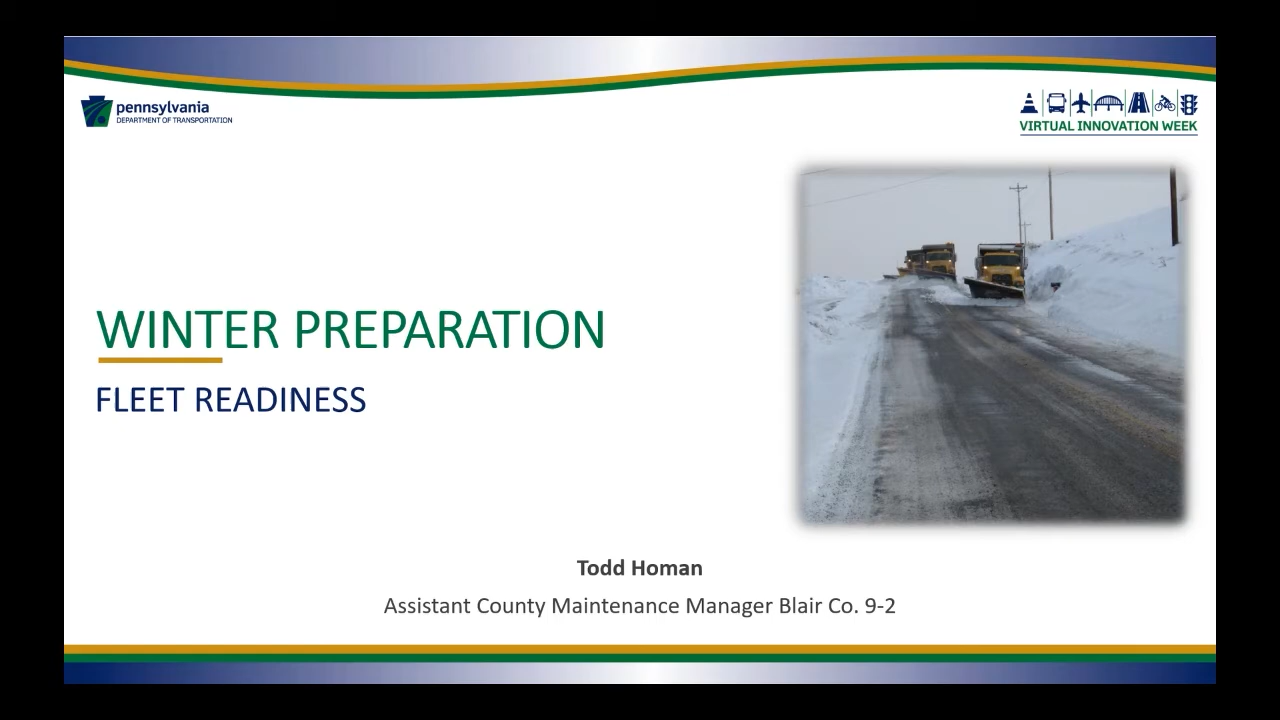 pennsylvania
DEPARTMENT OF TRANSPORTATION
VIRTUAL INNOVATION WEEK
WINTER PREPARATION
FLEET READINESS
Todd Homan
Assistant County Maintenance Manager Blair Co. 9-2